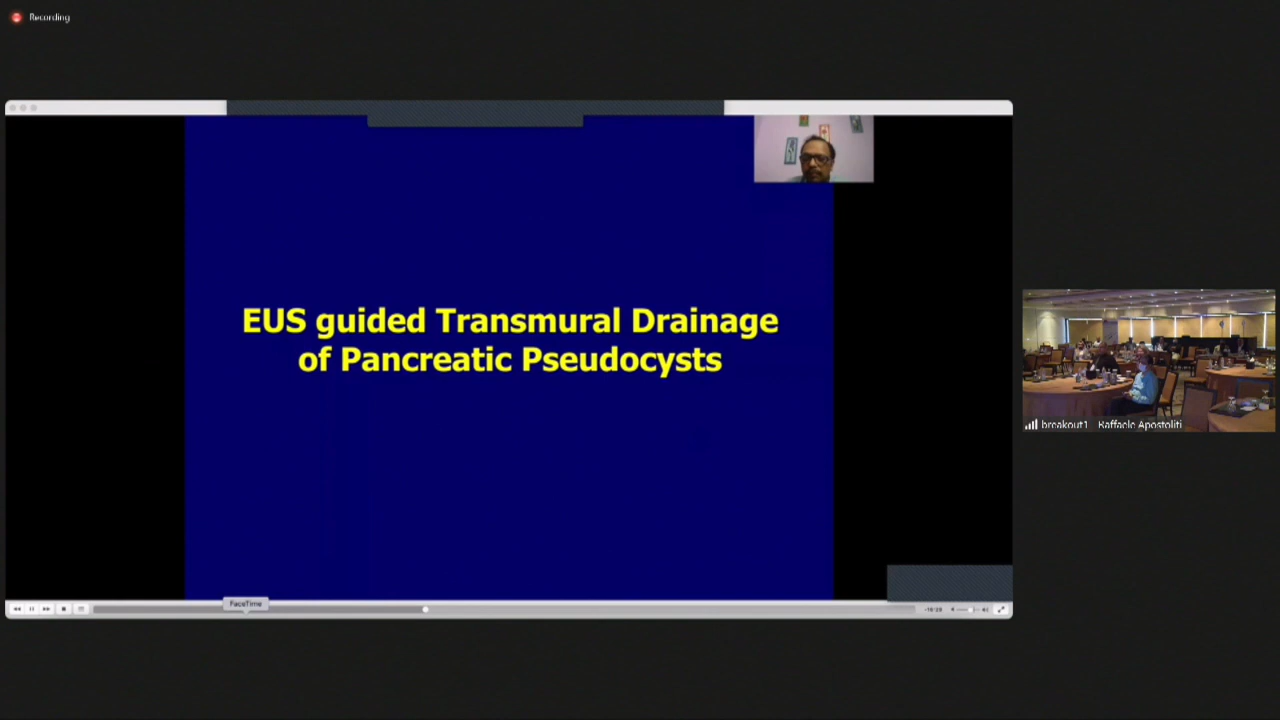 Recording
EUS guided Transmural Drainage
of Pancreatic Pseudocysts
breakout1 - Raffaele Apostoliti
FaceTime